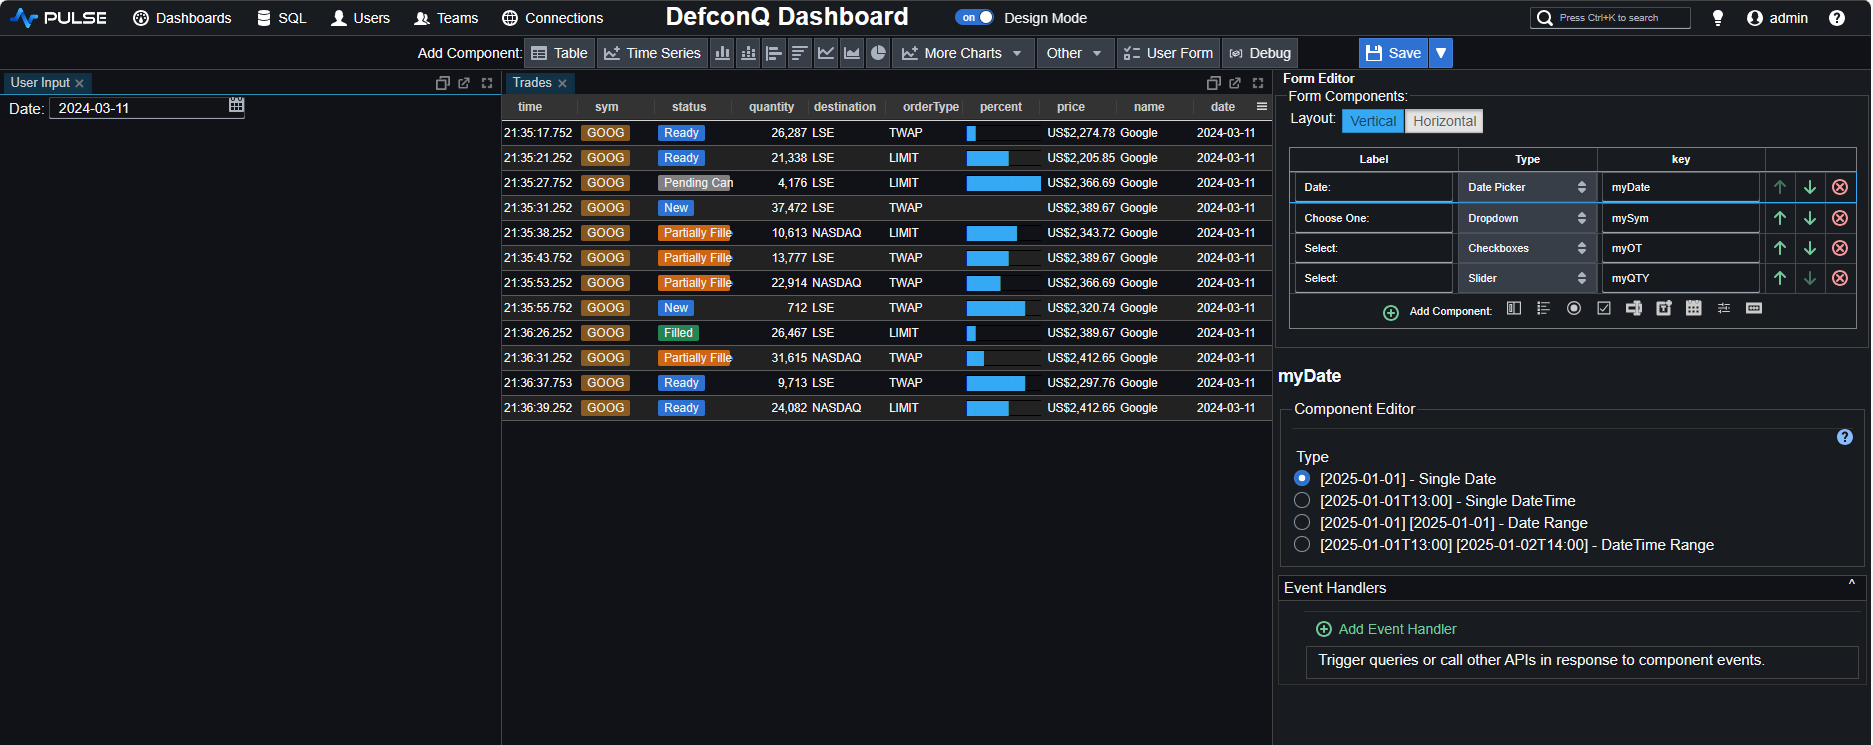 PULSE Dashboards SQL Users Teams Connections DefconQ Dashboard on Design Mode Press Ctrl+K to search admin ?
Add Component: Table Time Series More Charts Other User Form Debug Save
User Input
Date: 2024-03-11
Trades
time sym status quantity destination orderType percent price name date
21:35:17.752 GOOG Ready 26,287 LSE TWAP US$2,274.78 Google 2024-03-11
21:35:21.252 GOOG Ready 21,338 LSE LIMIT US$2,205.85 Google 2024-03-11
21:35:27.752 GOOG Pending Can 4,176 LSE LIMIT US$2,366.69 Google 2024-03-11
21:35:31.252 GOOG New 37,472 LSE TWAP US$2,389.67 Google 2024-03-11
21:35:38.252 GOOG Partially Fille 10,613 NASDAQ LIMIT US$2,343.72 Google 2024-03-11
21:35:43.752 GOOG Partially Fille 13,777 LSE TWAP US$2,389.67 Google 2024-03-11
21:35:53.252 GOOG Partially Fille 22,914 NASDAQ TWAP US$2,366.69 Google 2024-03-11
21:35:55.752 GOOG New 712 LSE TWAP US$2,320.74 Google 2024-03-11
21:36:26.252 GOOG Filled 26,467 LSE LIMIT US$2,389.67 Google 2024-03-11
21:36:31.252 GOOG Partially Fille 31,615 NASDAQ TWAP US$2,412.65 Google 2024-03-11
21:36:37.753 GOOG Ready 9,713 LSE TWAP US$2,297.76 Google 2024-03-11
21:36:39.252 GOOG Ready 24,082 NASDAQ LIMIT US$2,412.65 Google 2024-03-11
Form Editor
Form Components:
Layout: Vertical Horizontal
Label Type key
Date: Date Picker myDate
Choose One: Dropdown mySym
Select: Checkboxes myOT
Select: Slider myQTY
Add Component:
myDate
Component Editor
?
Type
[2025-01-01] - Single Date
[2025-01-01T13:00] - Single DateTime
[2025-01-01] [2025-01-01] - Date Range
[2025-01-01T13:00] [2025-01-02T14:00] - DateTime Range
Event Handlers
Add Event Handler
Trigger queries or call other APIs in response to component events.